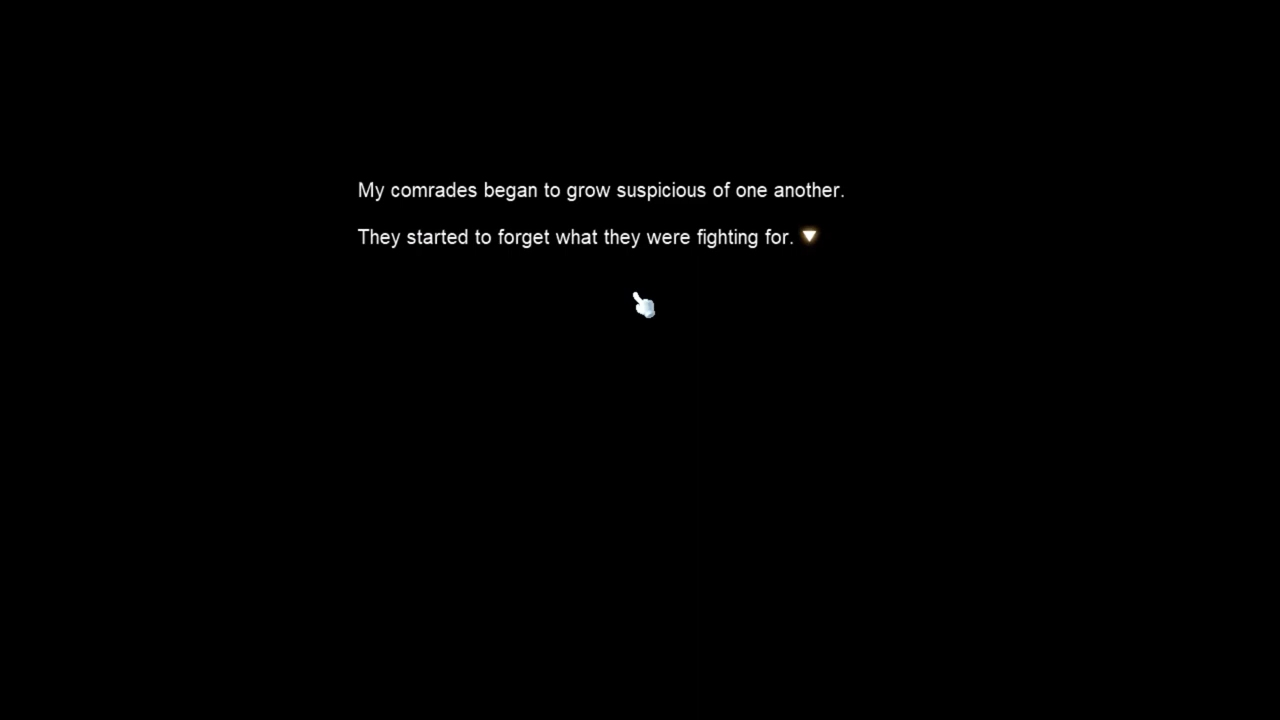 My comrades began to grow suspicious of one another.
They started to forget what they were fighting for.